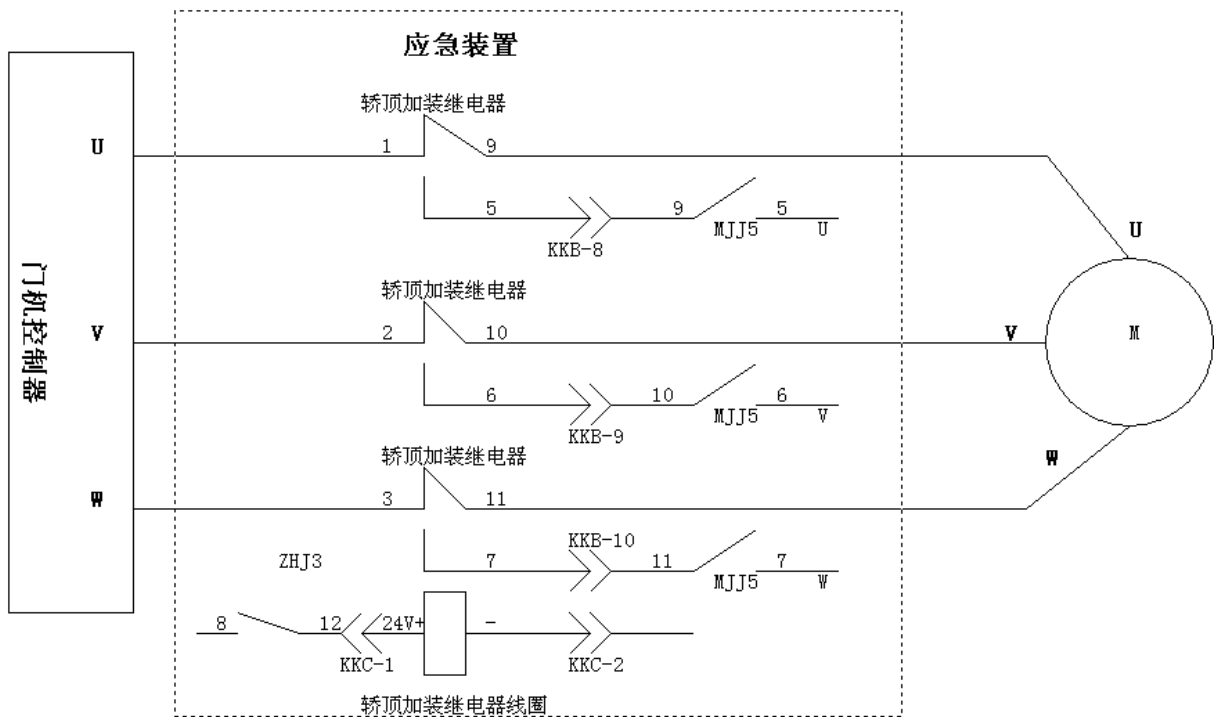 应急装置
轿顶加装继电器
U 1 9
5 9 5
KKB-8 MJJ5 U
U
轿顶加装继电器
门机控制器
V 2 10 V M
6 10 6
KKB-9 MJJ5 V
轿顶加装继电器
W
W 3 11
KKB-10
ZHJ3 7 11 7
MJJ5 W
8 12 24V+ -
KKC-1 KKC-2
轿顶加装继电器线圈